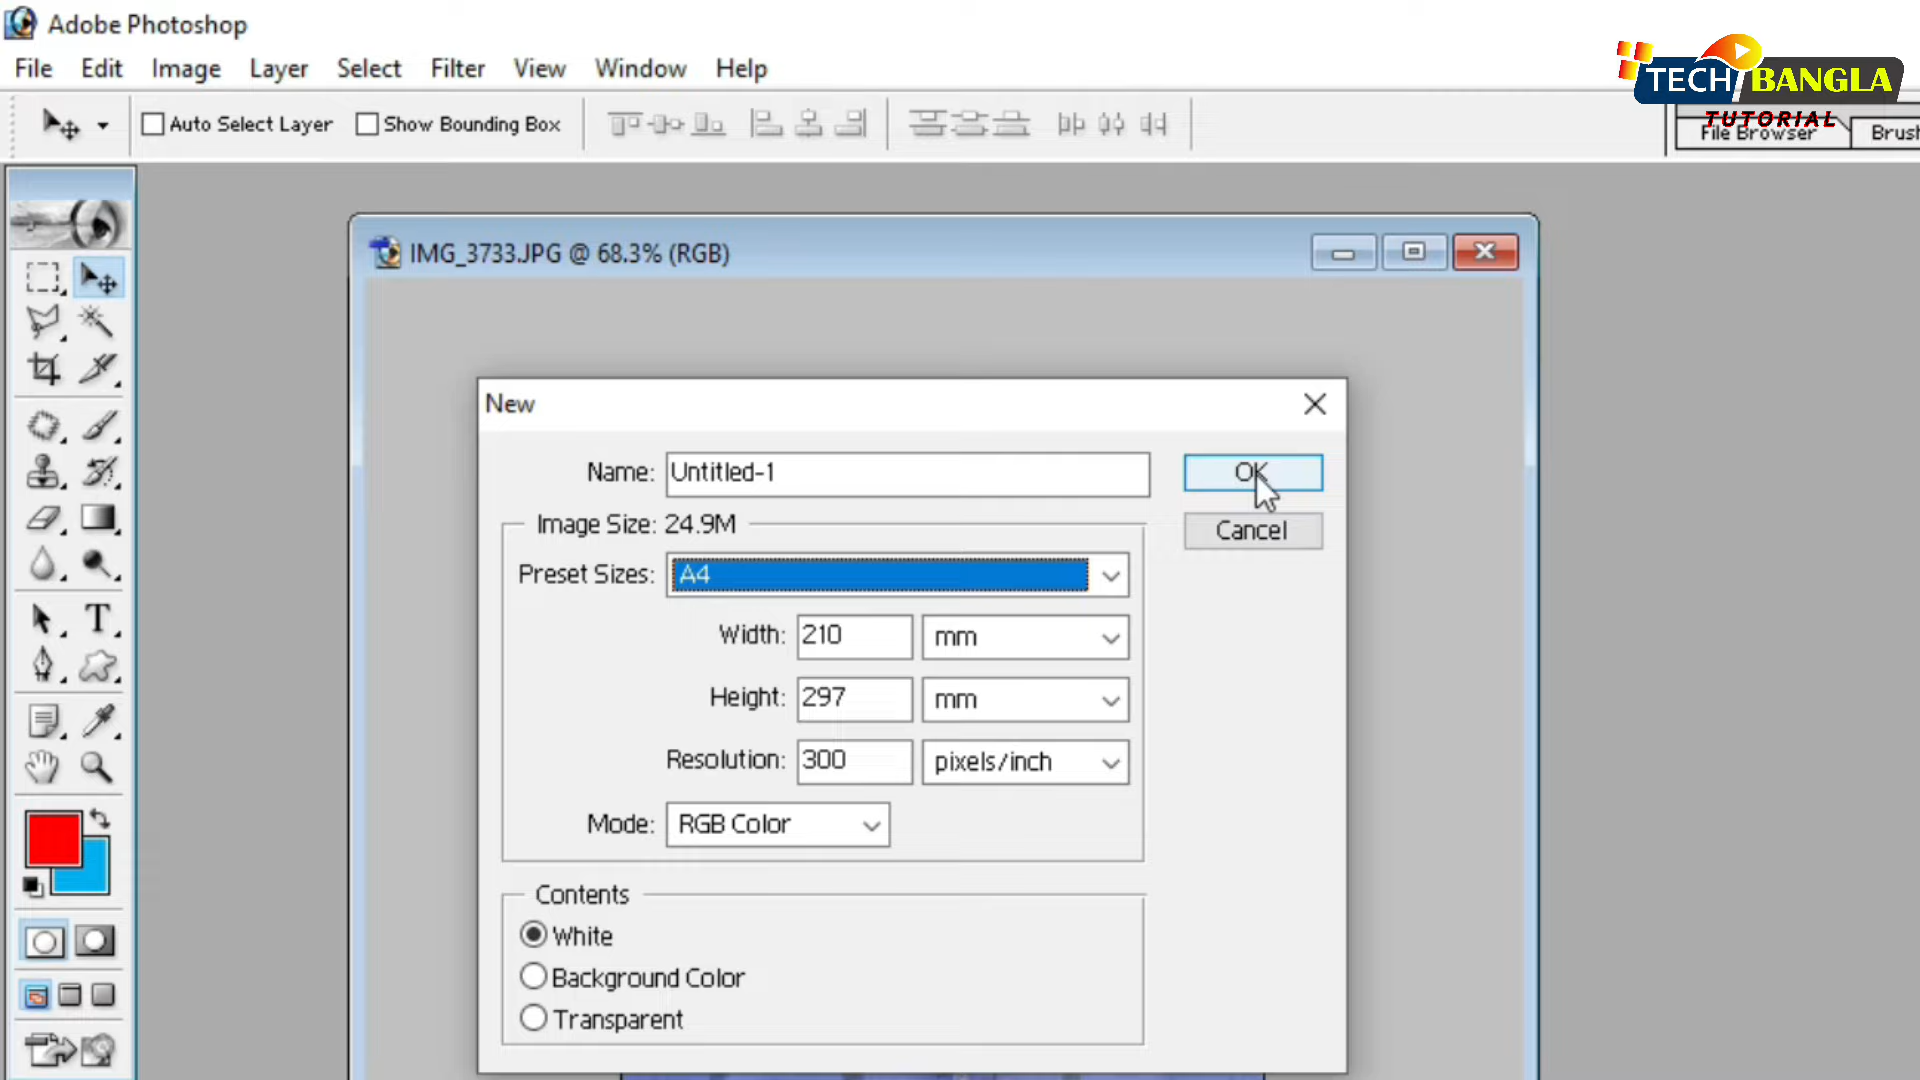 Adobe Photoshop
File Edit Image Layer Select Filter View Window Help
Auto Select Layer Show Bounding Box
TECH BANGLA
TUTORIAL
File Browser Brush
IMG_3733.JPG @ 68.3% (RGB)
New
Name: Untitled-1 OK
Image Size: 24.9M Cancel
Preset Sizes: A4
Width: 210 mm
Height: 297 mm
Resolution: 300 pixels/inch
Mode: RGB Color
Contents
White
Background Color
Transparent
T